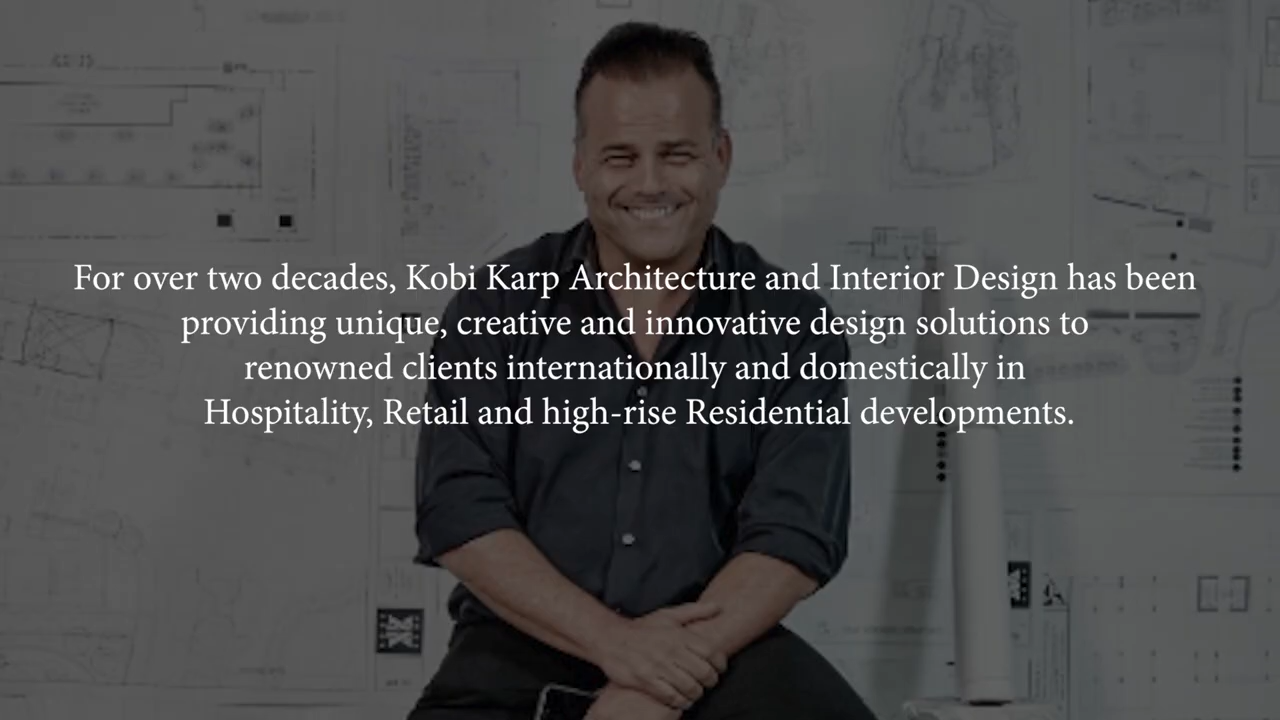 For over two decades, Kobi Karp Architecture and Interior Design has been
providing unique, creative and innovative design solutions to
renowned clients internationally and domestically in
Hospitality, Retail and high-rise Residential developments.